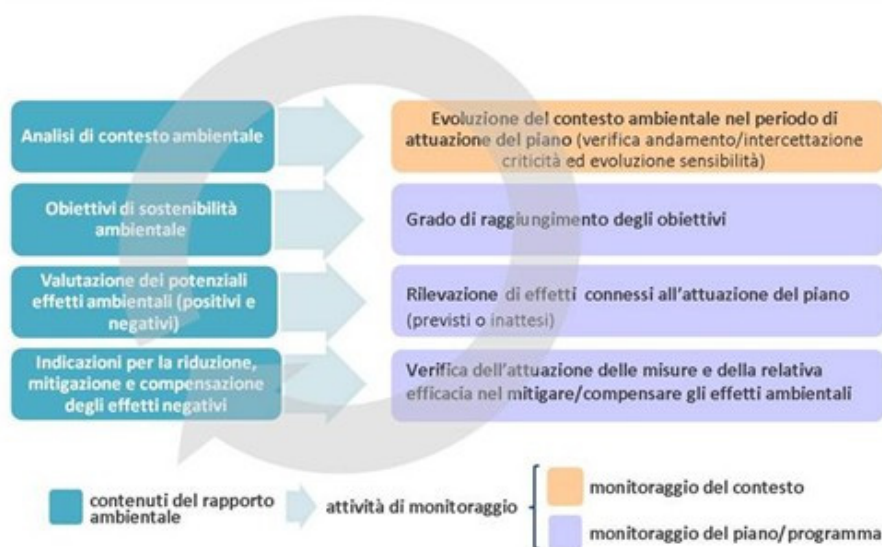 Analisi di contesto ambientale
Evoluzione del contesto ambientale nel periodo di
attuazione del piano (verifica andamento/intercettazione
criticità ed evoluzione sensibilità)
Obiettivi di sostenibilità
ambientale
Grado di raggiungimento degli obiettivi
Valutazione dei potenziali
effetti ambientali (positivi e
negativi)
Rilevazione di effetti connessi all'attuazione del piano
(previsti o inattesi)
Indicazioni per la riduzione,
mitigazione e compensazione
degli effetti negativi
Verifica dell'attuazione delle misure e della relativa
efficacia nel mitigare/compensare gli effetti ambientali
contenuti del rapporto
ambientale
attività di monitoraggio
monitoraggio del contesto
monitoraggio del piano/programma